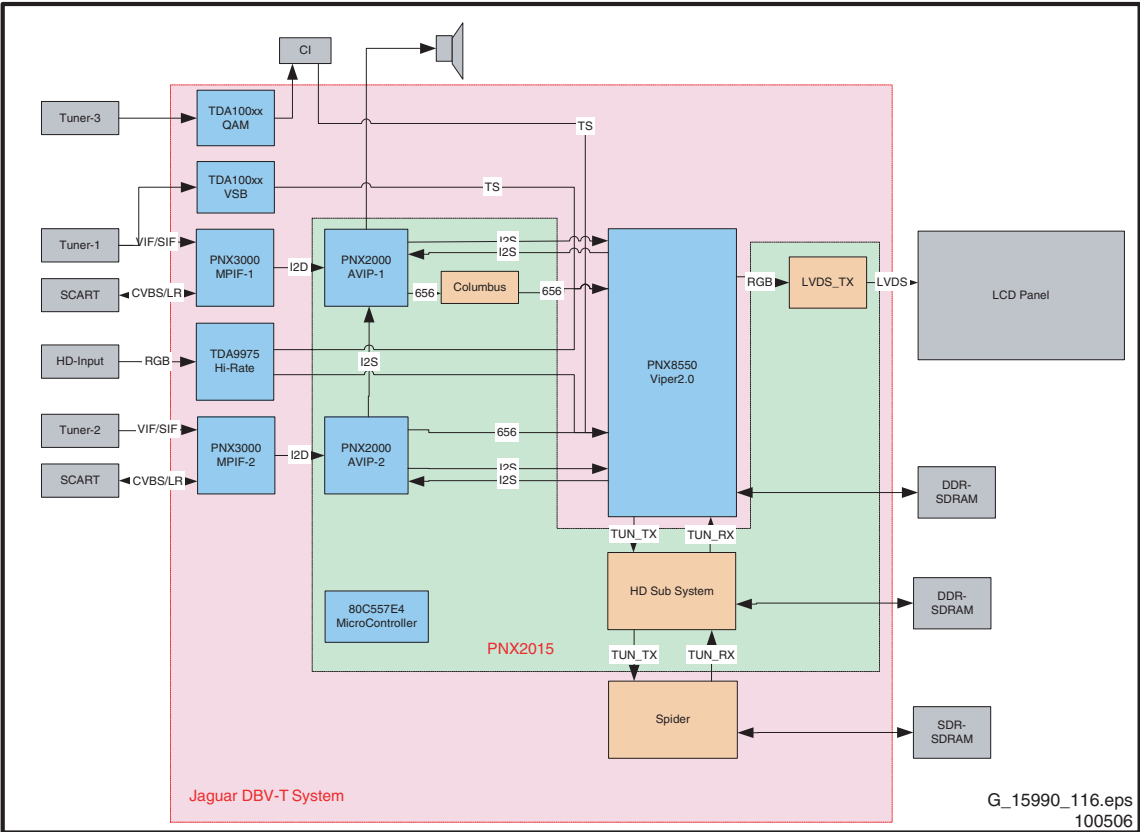 CI
Tuner-3
TDA100xx
QAM
TS
TDA100xx
VSB
TS
Tuner-1
VIF/SIF
PNX3000
MPIF-1
I2D
PNX2000
AVIP-1
I2S
I2S
656
Columbus
656
SCART
CVBS/LR
PNX8550
Viper2.0
RGB
LVDS_TX
LVDS
LCD Panel
HD-Input
RGB
TDA9975
Hi-Rate
I2S
Tuner-2
VIF/SIF
PNX3000
MPIF-2
I2D
PNX2000
AVIP-2
656
I2S
I2S
SCART
CVBS/LR
DDR-
SDRAM
TUN_TX
TUN_RX
HD Sub System
DDR-
SDRAM
80C557E4
MicroController
PNX2015
TUN_TX
TUN_RX
Spider
SDR-
SDRAM
Jaguar DBV-T System
G_15990_116.eps
100506